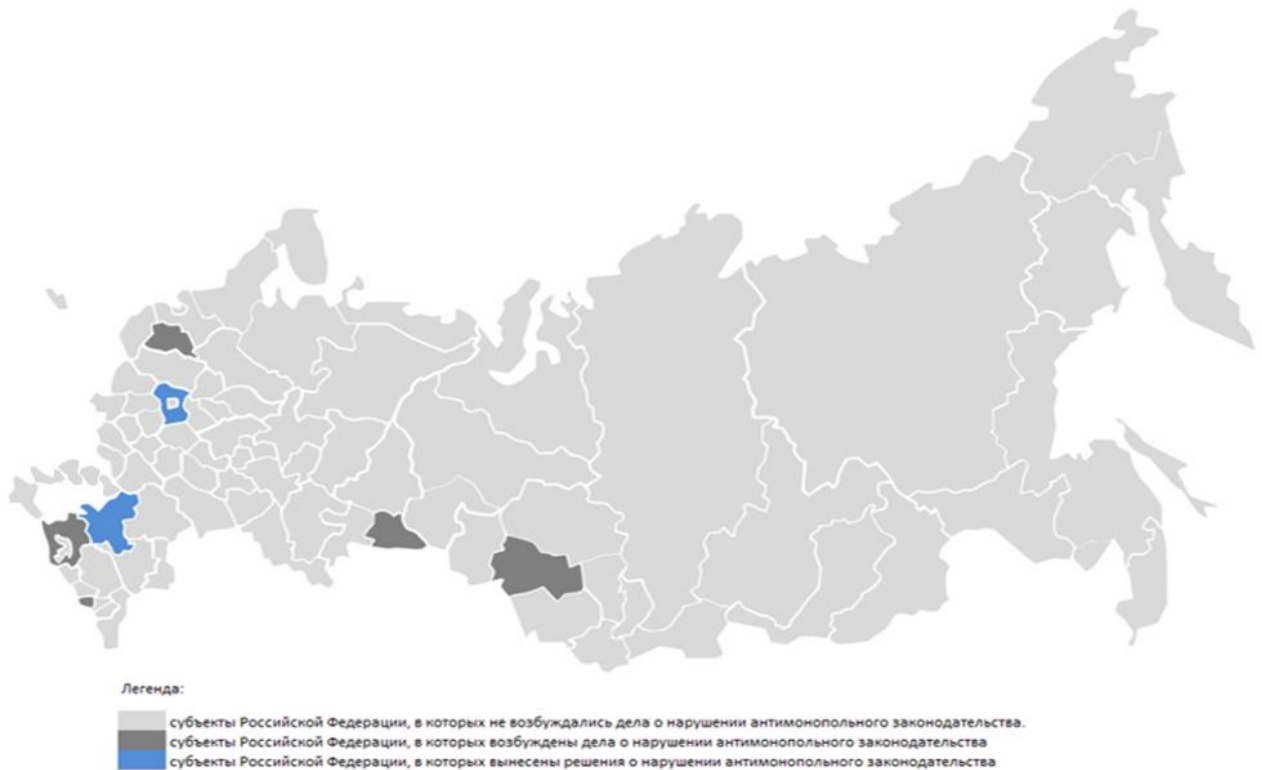 Легенда:
субъекты Российской Федерации, в которых не возбуждались дела о нарушении антимонопольного законодательства.
субъекты Российской Федерации, в которых возбуждены дела о нарушении антимонопольного законодательства
субъекты Российской Федерации, в которых вынесены решения о нарушении антимонопольного законодательства